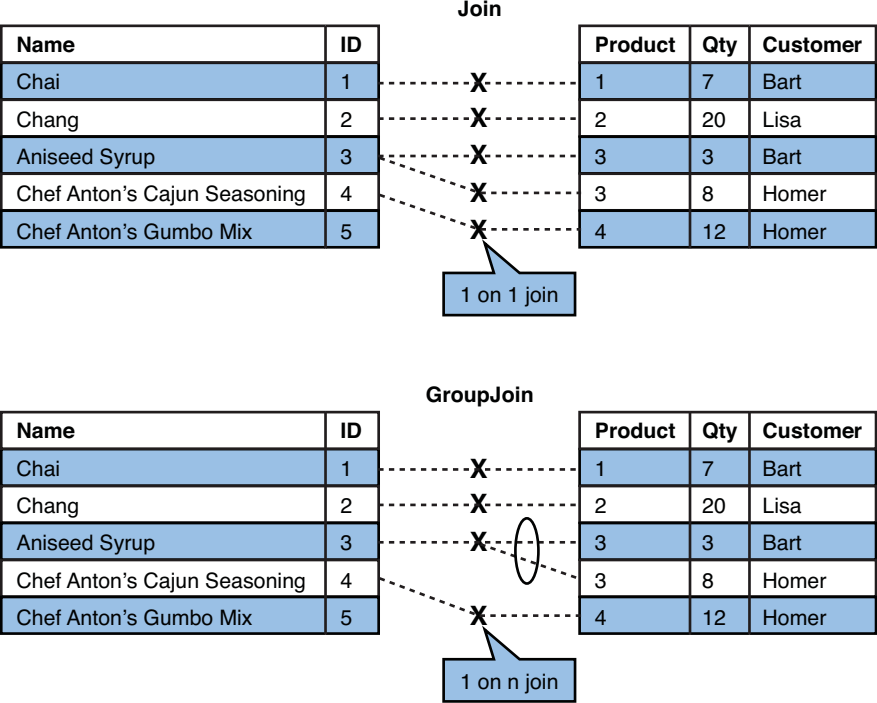 Join
Name ID Product Qty Customer
Chai 1 X 1 7 Bart
Chang 2 X 2 20 Lisa
Aniseed Syrup 3 X 3 3 Bart
Chef Anton's Cajun Seasoning 4 X 3 8 Homer
Chef Anton's Gumbo Mix 5 X 4 12 Homer
1 on 1 join
GroupJoin
Name ID Product Qty Customer
Chai 1 X 1 7 Bart
Chang 2 X 2 20 Lisa
Aniseed Syrup 3 X 3 3 Bart
Chef Anton's Cajun Seasoning 4 3 8 Homer
Chef Anton's Gumbo Mix 5 X 4 12 Homer
1 on n join